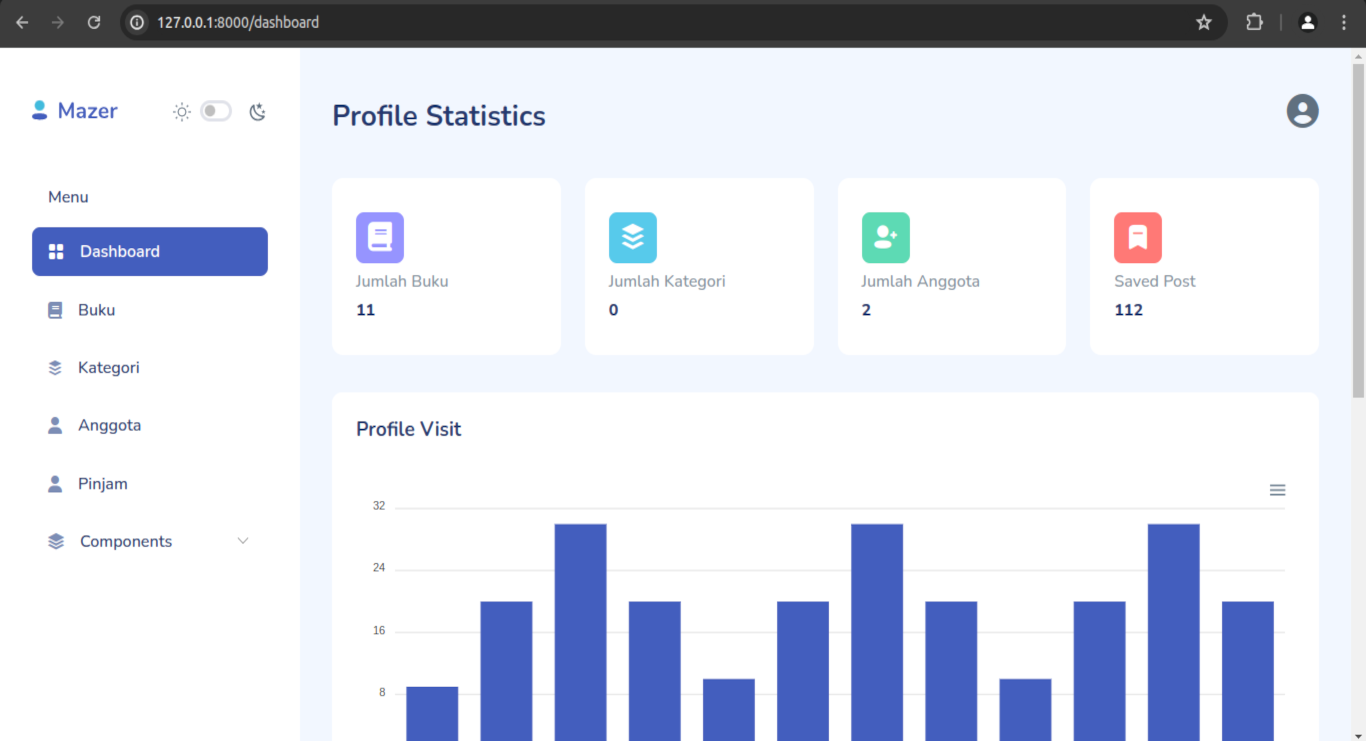 127.0.0.1:8000/dashboard
Mazer
Menu
Dashboard
Buku
Kategori
Anggota
Pinjam
Components
Profile Statistics
Jumlah Buku
11
Jumlah Kategori
0
Jumlah Anggota
2
Saved Post
112
Profile Visit
32
24
16
8